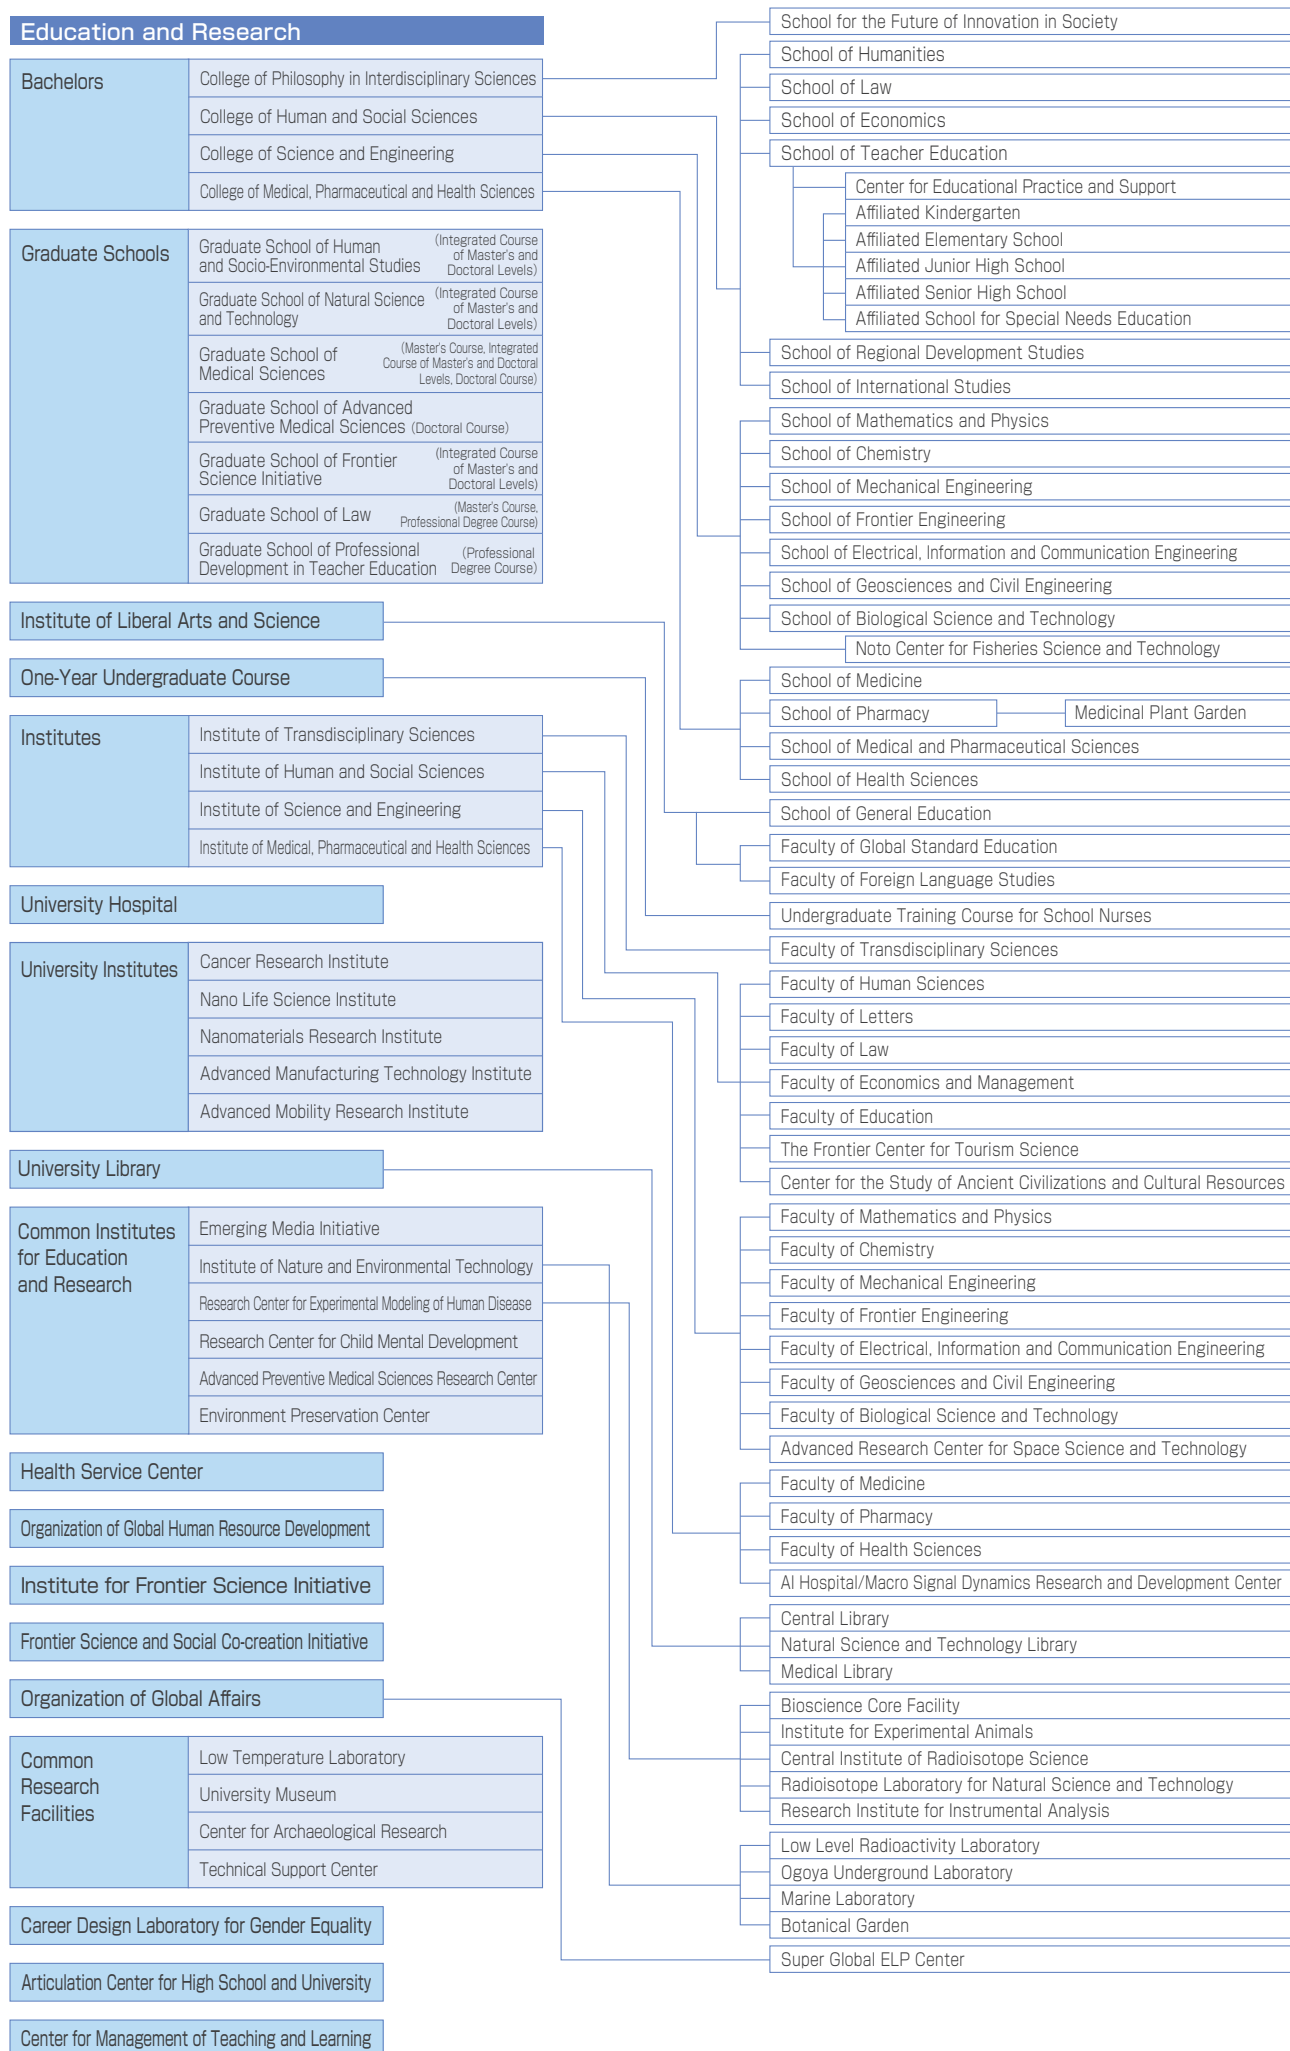 Education and Research
Bachelors
College of Philosophy in Interdisciplinary Sciences
College of Human and Social Sciences
College of Science and Engineering
College of Medical, Pharmaceutical and Health Sciences
Graduate Schools
Graduate School of Human
and Socio-Environmental Studies
(Integrated Course
of Master's and
Doctoral Levels)
Graduate School of Natural Science
and Technology
(Integrated Course
of Master's and
Doctoral Levels)
Graduate School of
Medical Sciences
(Master's Course, Integrated
Course of Master's and Doctoral
Levels, Doctoral Course)
Graduate School of Advanced
Preventive Medical Sciences (Doctoral Course)
Graduate School of Frontier
Science Initiative
(Integrated Course
of Master's and
Doctoral Levels)
Graduate School of Law
(Master's Course,
Professional Degree Course)
Graduate School of Professional
Development in Teacher Education
(Professional
Degree Course)
Institute of Liberal Arts and Science
One-Year Undergraduate Course
Institutes
Institute of Transdisciplinary Sciences
Institute of Human and Social Sciences
Institute of Science and Engineering
Institute of Medical, Pharmaceutical and Health Sciences
University Hospital
University Institutes
Cancer Research Institute
Nano Life Science Institute
Nanomaterials Research Institute
Advanced Manufacturing Technology Institute
Advanced Mobility Research Institute
University Library
Common Institutes
for Education
and Research
Emerging Media Initiative
Institute of Nature and Environmental Technology
Research Center for Experimental Modeling of Human Disease
Research Center for Child Mental Development
Advanced Preventive Medical Sciences Research Center
Environment Preservation Center
Health Service Center
Organization of Global Human Resource Development
Institute for Frontier Science Initiative
Frontier Science and Social Co-creation Initiative
Organization of Global Affairs
Common
Research
Facilities
Low Temperature Laboratory
University Museum
Center for Archaeological Research
Technical Support Center
Career Design Laboratory for Gender Equality
Articulation Center for High School and University
Center for Management of Teaching and Learning
School for the Future of Innovation in Society
School of Humanities
School of Law
School of Economics
School of Teacher Education
Center for Educational Practice and Support
Affiliated Kindergarten
Affiliated Elementary School
Affiliated Junior High School
Affiliated Senior High School
Affiliated School for Special Needs Education
School of Regional Development Studies
School of International Studies
School of Mathematics and Physics
School of Chemistry
School of Mechanical Engineering
School of Frontier Engineering
School of Electrical, Information and Communication Engineering
School of Geosciences and Civil Engineering
School of Biological Science and Technology
Noto Center for Fisheries Science and Technology
School of Medicine
School of Pharmacy
Medicinal Plant Garden
School of Medical and Pharmaceutical Sciences
School of Health Sciences
School of General Education
Faculty of Global Standard Education
Faculty of Foreign Language Studies
Undergraduate Training Course for School Nurses
Faculty of Transdisciplinary Sciences
Faculty of Human Sciences
Faculty of Letters
Faculty of Law
Faculty of Economics and Management
Faculty of Education
The Frontier Center for Tourism Science
Center for the Study of Ancient Civilizations and Cultural Resources
Faculty of Mathematics and Physics
Faculty of Chemistry
Faculty of Mechanical Engineering
Faculty of Frontier Engineering
Faculty of Electrical, Information and Communication Engineering
Faculty of Geosciences and Civil Engineering
Faculty of Biological Science and Technology
Advanced Research Center for Space Science and Technology
Faculty of Medicine
Faculty of Pharmacy
Faculty of Health Sciences
AI Hospital/Macro Signal Dynamics Research and Development Center
Central Library
Natural Science and Technology Library
Medical Library
Bioscience Core Facility
Institute for Experimental Animals
Central Institute of Radioisotope Science
Radioisotope Laboratory for Natural Science and Technology
Research Institute for Instrumental Analysis
Low Level Radioactivity Laboratory
Ogoya Underground Laboratory
Marine Laboratory
Botanical Garden
Super Global ELP Center